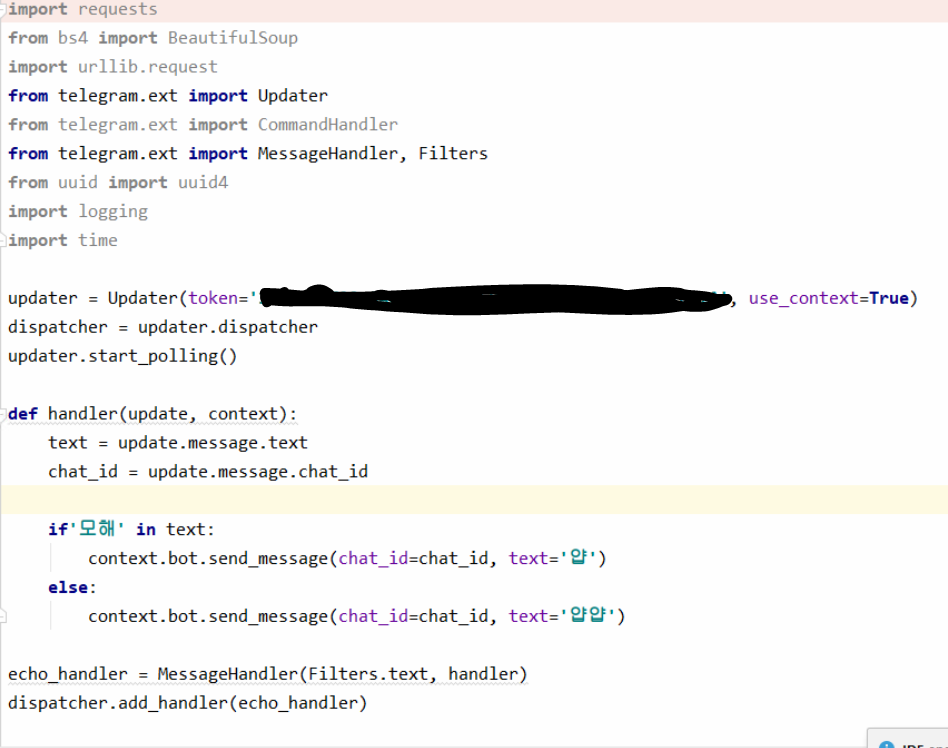 import requests
from bs4 import BeautifulSoup
import urllib.request
from telegram.ext import Updater
from telegram.ext import CommandHandler
from telegram.ext import MessageHandler, Filters
from uuid import uuid4
import logging
import time
updater = Updater(token=' , use_context=True)
dispatcher = updater.dispatcher
updater.start_polling()
def handler(update, context):
    text = update.message.text
    chat_id = update.message.chat_id
    if'모해' in text:
        context.bot.send_message(chat_id=chat_id, text='얍')
    else:
        context.bot.send_message(chat_id=chat_id, text='얍얍')
echo_handler = MessageHandler(Filters.text, handler)
dispatcher.add_handler(echo_handler)